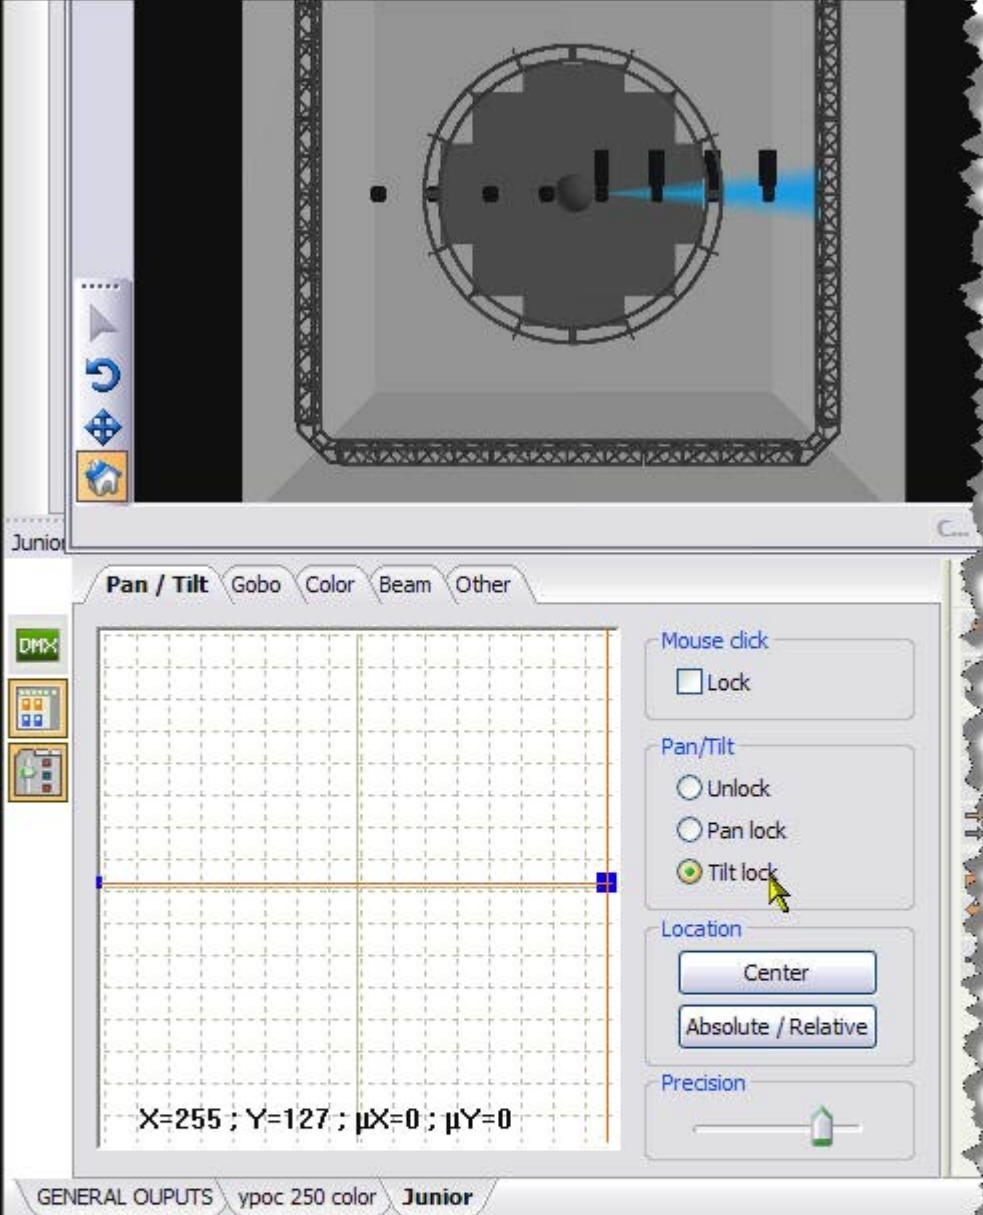 C...
Junior
Pan / Tilt Gobo Color Beam Other
DMX
Mouse click
Lock
Pan/Tilt
Unlock
Pan lock
Tilt lock
Location
Center
Absolute / Relative
Precision
X=255 ; Y=127 ; µX=0 ; µY=0
GENERAL OUPUTS ypoc 250 color Junior